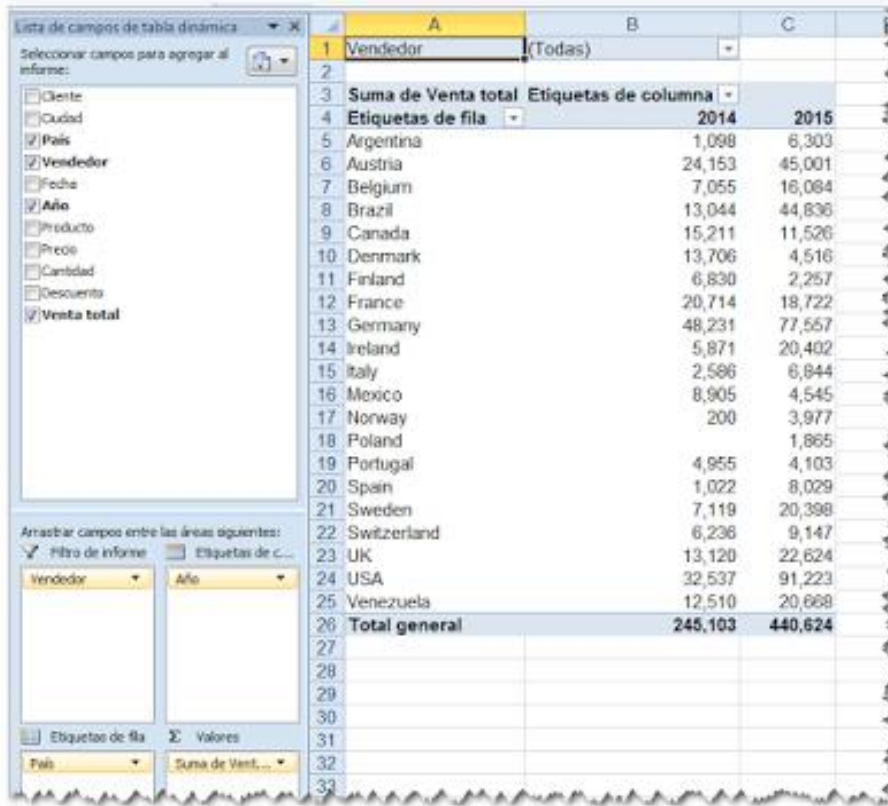 Lista de campos de tabla dinámica
Seleccionar campos para agregar al
informe:
Cliente
Ciudad
País
Vendedor
Fecha
Año
Producto
Precio
Cantidad
Descuento
Venta total
Arrastrar campos entre las áreas siguientes:
Filtro de informe Etiquetas de c...
Vendedor Año
Etiquetas de fila Σ Valores
País Suma de Vent...
A B C
1 Vendedor (Todas)
2
3 Suma de Venta total Etiquetas de columna
4 Etiquetas de fila 2014 2015
5 Argentina 1,098 6,303
6 Austria 24,153 45,001
7 Belgium 7,055 16,084
8 Brazil 13,044 44,836
9 Canada 15,211 11,526
10 Denmark 13,706 4,516
11 Finland 6,830 2,257
12 France 20,714 18,722
13 Germany 48,231 77,557
14 Ireland 5,871 20,402
15 Italy 2,586 6,844
16 Mexico 8,905 4,545
17 Norway 200 3,977
18 Poland 1,865
19 Portugal 4,955 4,103
20 Spain 1,022 8,029
21 Sweden 7,119 20,398
22 Switzerland 6,236 9,147
23 UK 13,120 22,624
24 USA 32,537 91,223
25 Venezuela 12,510 20,668
26 Total general 245,103 440,624
27
28
29
30
31
32
33